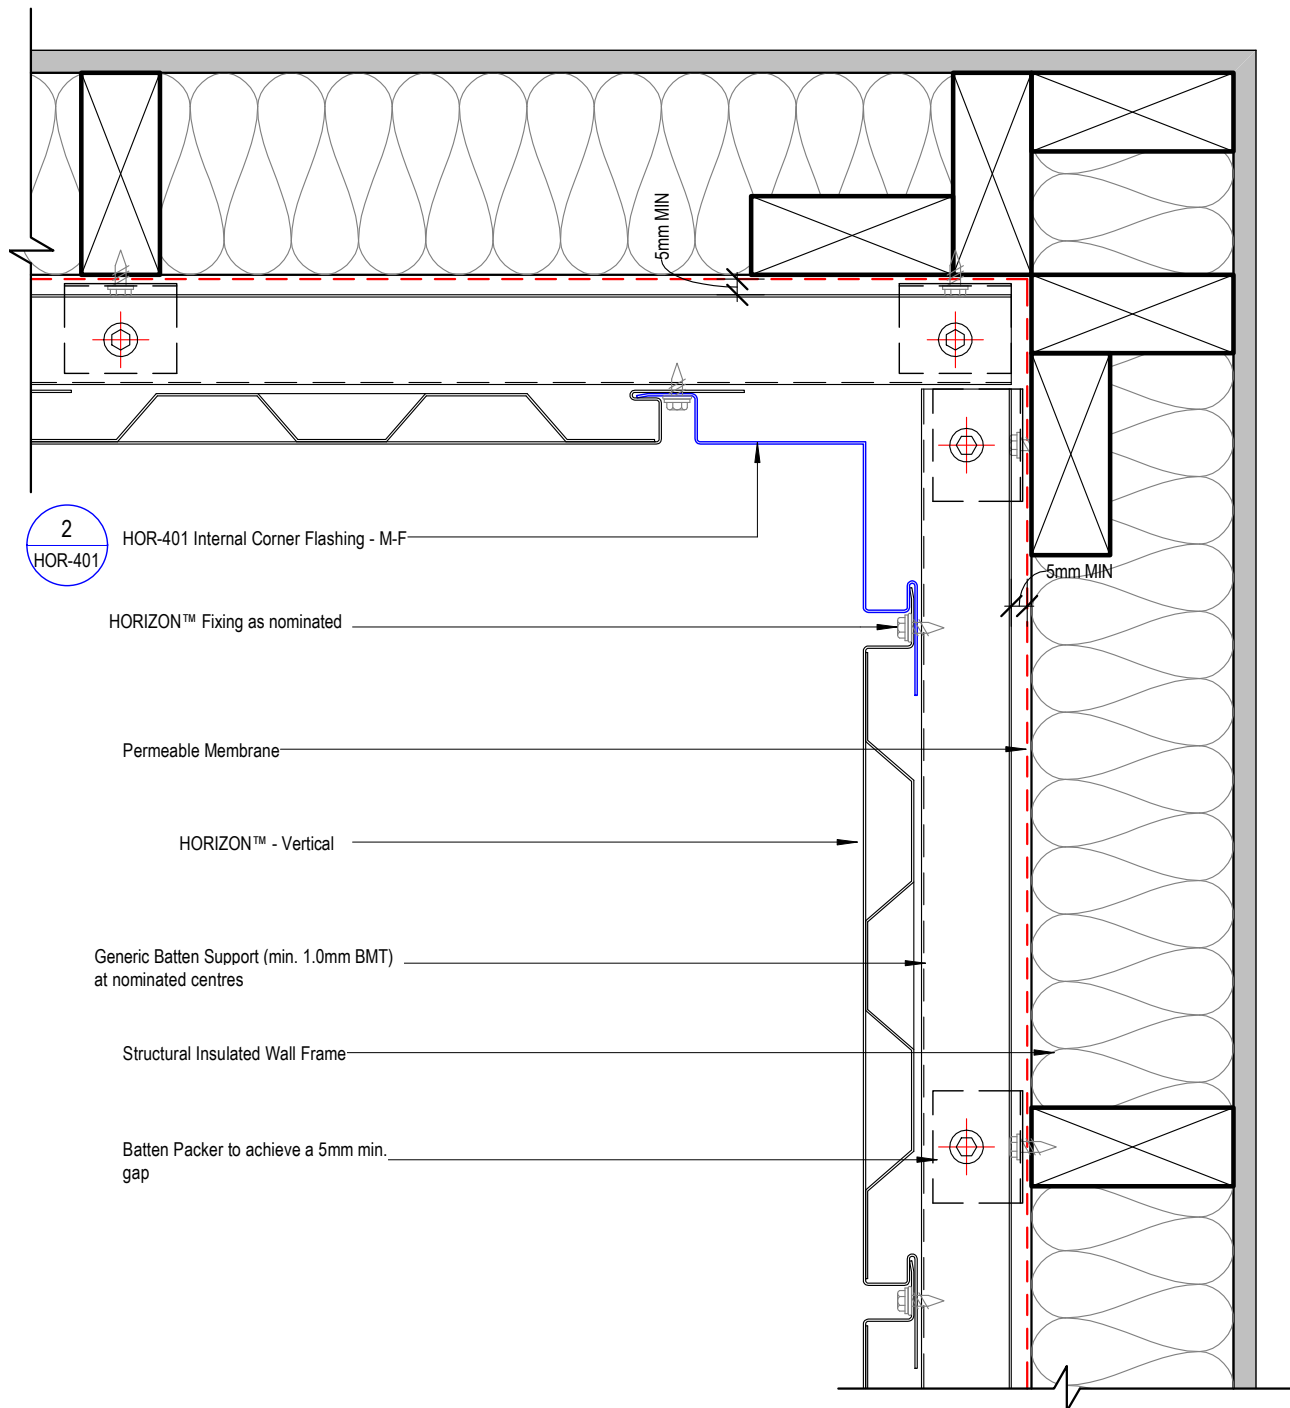 5mm MIN
2
HOR-401
HOR-401 Internal Corner Flashing - M-F
5mm MIN
HORIZON™ Fixing as nominated
Permeable Membrane
HORIZON™ - Vertical
Generic Batten Support (min. 1.0mm BMT)
at nominated centres
Structural Insulated Wall Frame
Batten Packer to achieve a 5mm min.
gap